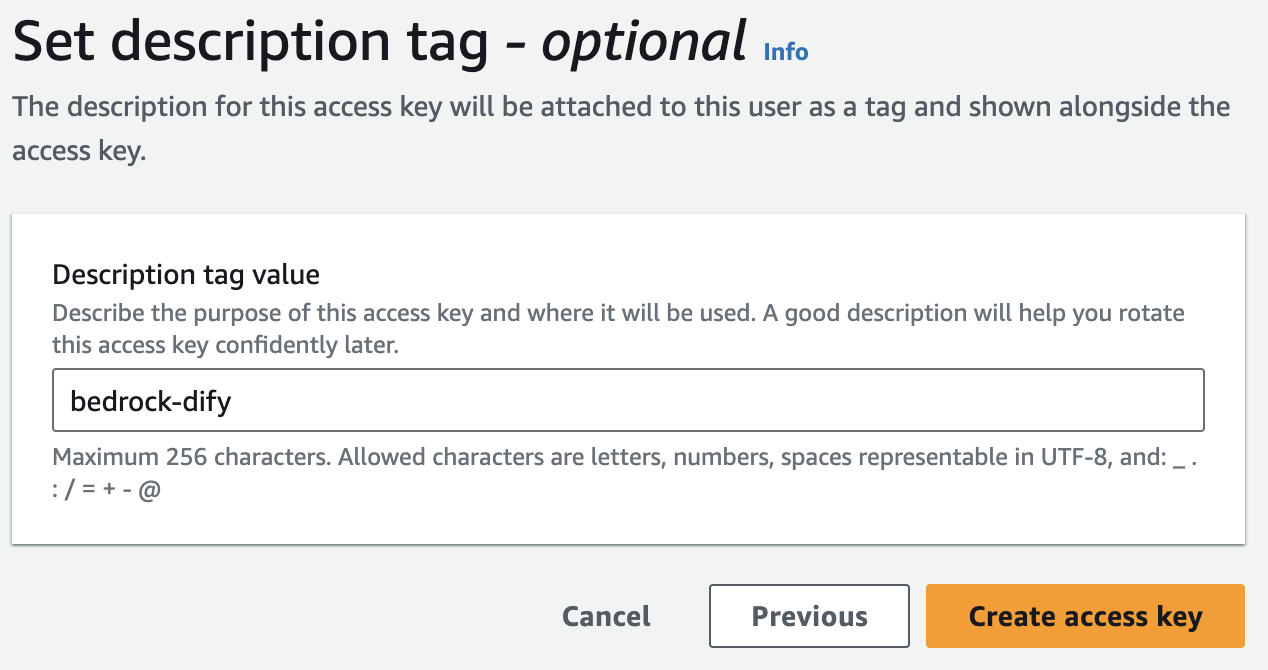 Set description tag - optional Info
The description for this access key will be attached to this user as a tag and shown alongside the
access key.
Description tag value
Describe the purpose of this access key and where it will be used. A good description will help you rotate
this access key confidently later.
bedrock-dify
Maximum 256 characters. Allowed characters are letters, numbers, spaces representable in UTF-8, and: _ .
: / = + - @
Cancel Previous Create access key